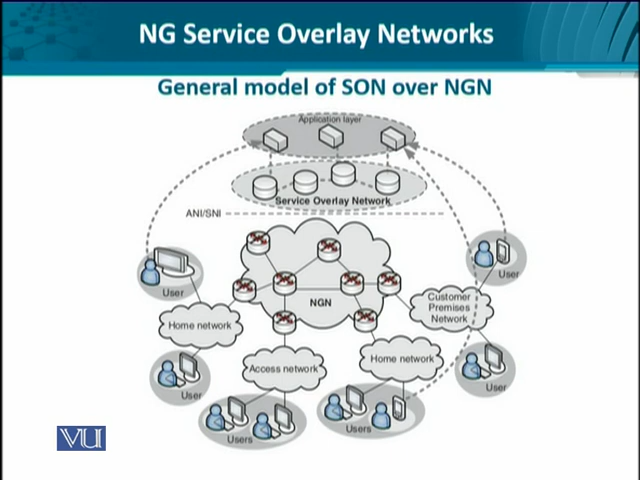 NG Service Overlay Networks
General model of SON over NGN
Application layer
Service Overlay Network
ANI/SNI
NGN
User
User
Home network
Customer
Premises
Network
Access network
Home network
User
User
Users
Users
VU